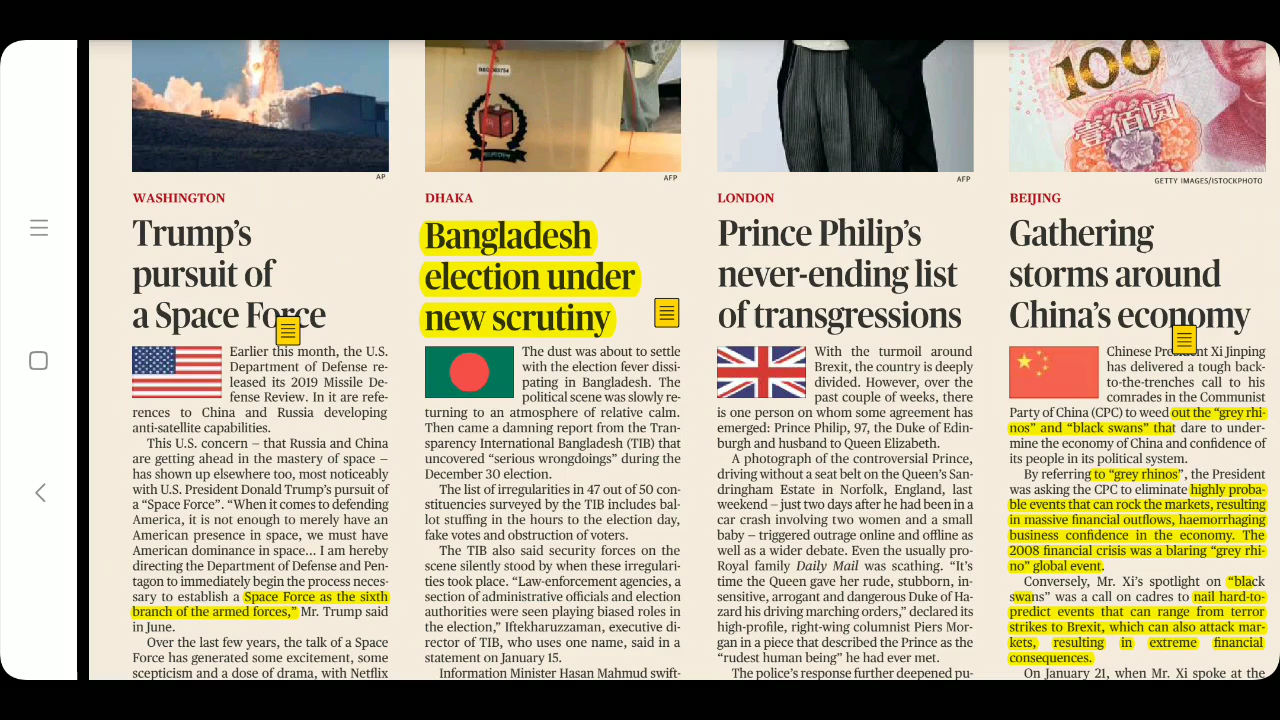 100
壹佰圆
AP
WASHINGTON
Trump's
pursuit of
a Space Force
Earlier this month, the U.S.
Department of Defense re-
leased its 2019 Missile De-
fense Review. In it are refe-
rences to China and Russia developing
anti-satellite capabilities.
This U.S. concern – that Russia and China
are getting ahead in the mastery of space –
has shown up elsewhere too, most noticeably
with U.S. President Donald Trump's pursuit of
a “Space Force”. “When it comes to defending
America, it is not enough to merely have an
American presence in space, we must have
American dominance in space... I am hereby
directing the Department of Defense and Pen-
tagon to immediately begin the process neces-
sary to establish a Space Force as the sixth
branch of the armed forces,” Mr. Trump said
in June.
Over the last few years, the talk of a Space
Force has generated some excitement, some
scepticism and a dose of drama, with Netflix
AFP
DHAKA
Bangladesh
election under
new scrutiny
The dust was about to settle
with the election fever dissi-
pating in Bangladesh. The
political scene was slowly re-
turning to an atmosphere of relative calm.
Then came a damning report from the Tran-
sparency International Bangladesh (TIB) that
uncovered “serious wrongdoings” during the
December 30 election.
The list of irregularities in 47 out of 50 con-
stituencies surveyed by the TIB includes bal-
lot stuffing in the hours to the election day,
fake votes and obstruction of voters.
The TIB also said security forces on the
scene silently stood by when these irregulari-
ties took place. “Law-enforcement agencies, a
section of administrative officials and election
authorities were seen playing biased roles in
the election,” Iftekharuzzaman, executive di-
rector of TIB, who uses one name, said in a
statement on January 15.
Information Minister Hasan Mahmud swift-
AFP
LONDON
Prince Philip's
never-ending list
of transgressions
With the turmoil around
Brexit, the country is deeply
divided. However, over the
past couple of weeks, there
is one person on whom some agreement has
emerged: Prince Philip, 97, the Duke of Edin-
burgh and husband to Queen Elizabeth.
A photograph of the controversial Prince,
driving without a seat belt on the Queen's San-
dringham Estate in Norfolk, England, last
weekend – just two days after he had been in a
car crash involving two women and a small
baby – triggered outrage online and offline as
well as a wider debate. Even the usually pro-
Royal family Daily Mail was scathing. “It's
time the Queen gave her rude, stubborn, in-
sensitive, arrogant and dangerous Duke of Ha-
zard his driving marching orders,” declared its
high-profile, right-wing columnist Piers Mor-
gan in a piece that described the Prince as the
“rudest human being” he had ever met.
The police's response further deepened pu-
GETTY IMAGES/ISTOCKPHOTO
BEIJING
Gathering
storms around
China's economy
Chinese President Xi Jinping
has delivered a tough back-
to-the-trenches call to his
comrades in the Communist
Party of China (CPC) to weed out the “grey rhi-
nos” and “black swans” that dare to under-
mine the economy of China and confidence of
its people in its political system.
By referring to “grey rhinos”, the President
was asking the CPC to eliminate highly proba-
ble events that can rock the markets, resulting
in massive financial outflows, haemorrhaging
business confidence in the economy. The
2008 financial crisis was a blaring “grey rhi-
no” global event.
Conversely, Mr. Xi's spotlight on “black
swans” was a call on cadres to nail hard-to-
predict events that can range from terror
strikes to Brexit, which can also attack mar-
kets, resulting in extreme financial
consequences.
On January 21, when Mr. Xi spoke at the